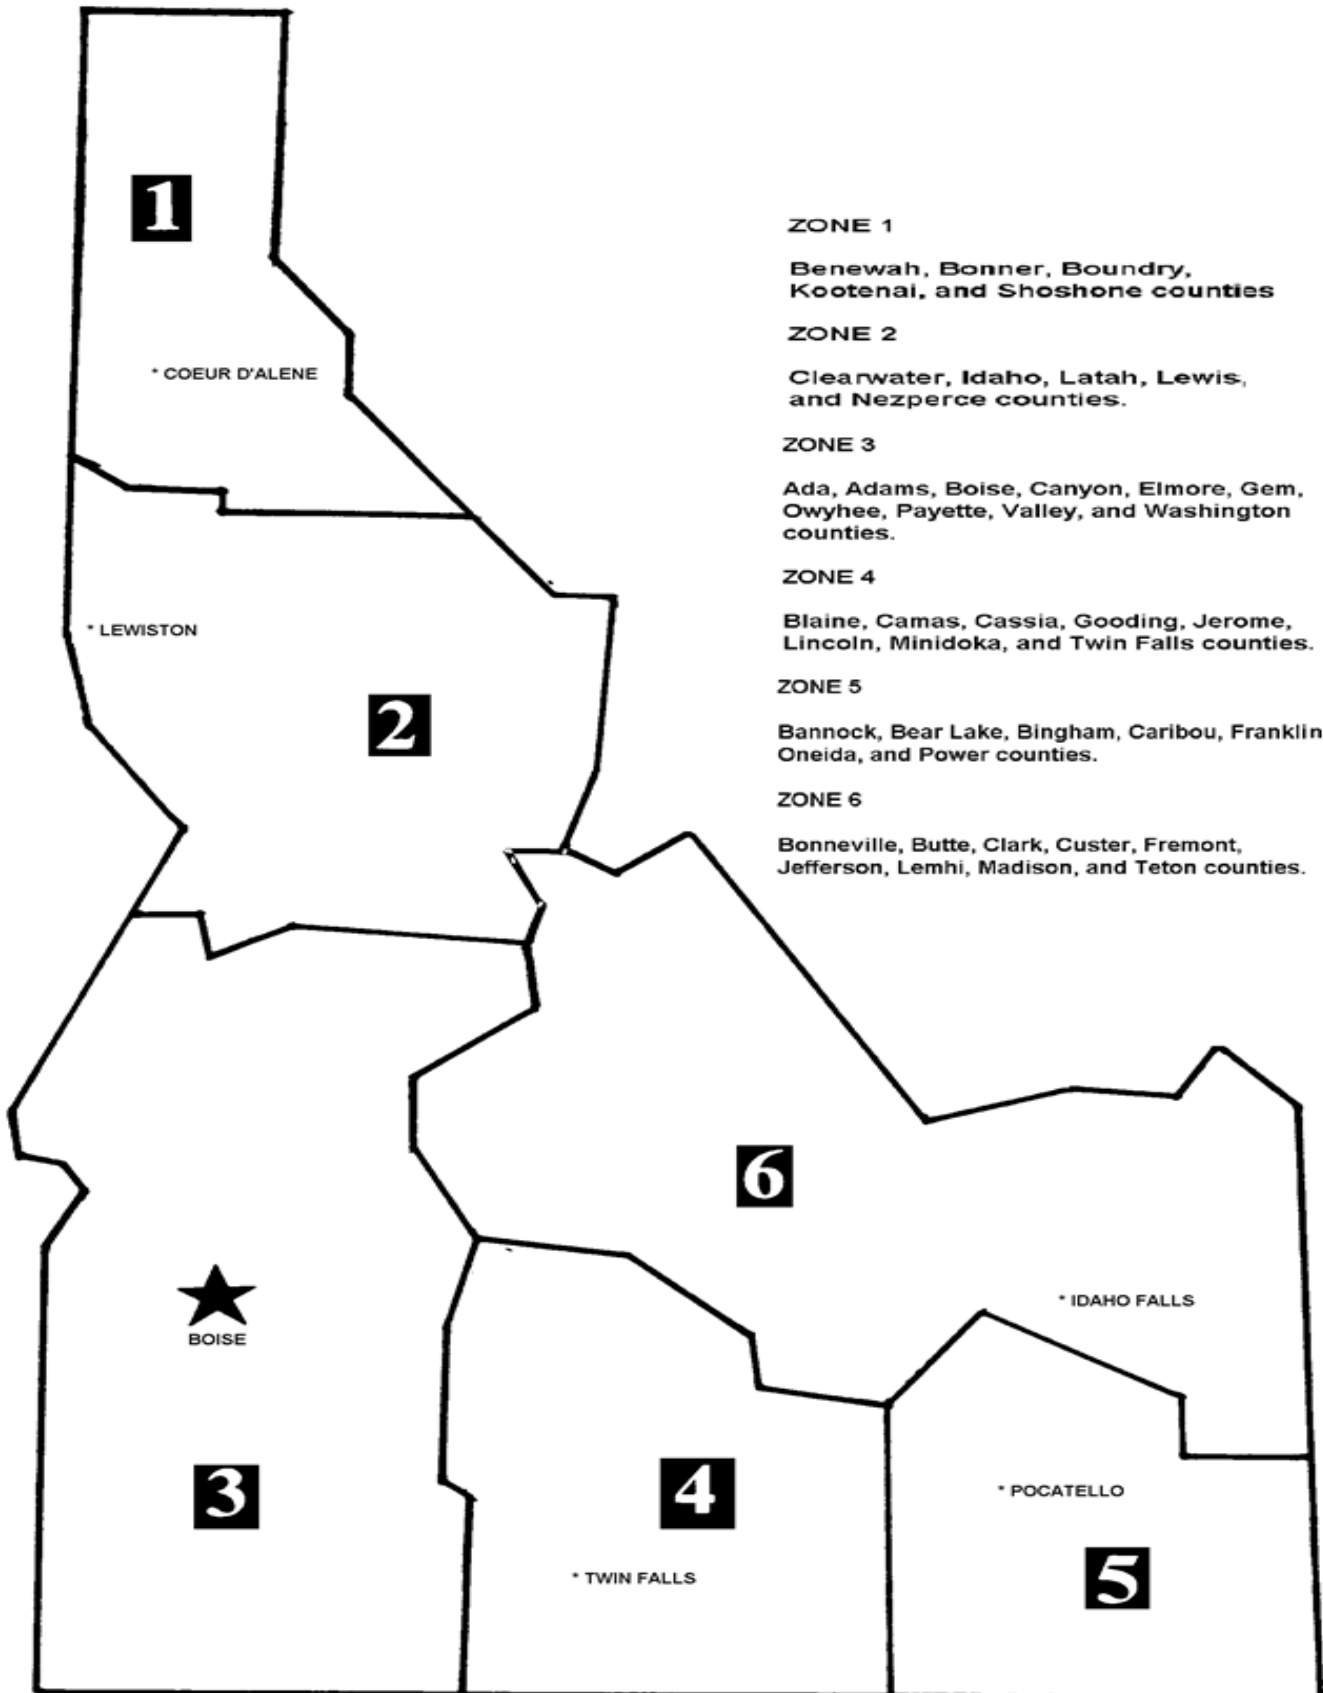 1
ZONE 1
Benewah, Bonner, Boundry,
Kootenai, and Shoshone counties
ZONE 2
* COEUR D'ALENE
Clearwater, Idaho, Latah, Lewis,
and Nezperce counties.
ZONE 3
Ada, Adams, Boise, Canyon, Elmore, Gem,
Owyhee, Payette, Valley, and Washington
counties.
ZONE 4
* LEWISTON
Blaine, Camas, Cassia, Gooding, Jerome,
Lincoln, Minidoka, and Twin Falls counties.
ZONE 5
2
Bannock, Bear Lake, Bingham, Caribou, Franklin
Oneida, and Power counties.
ZONE 6
Bonneville, Butte, Clark, Custer, Fremont,
Jefferson, Lemhi, Madison, and Teton counties.
6
* IDAHO FALLS
BOISE
3
4
* POCATELLO
* TWIN FALLS
5